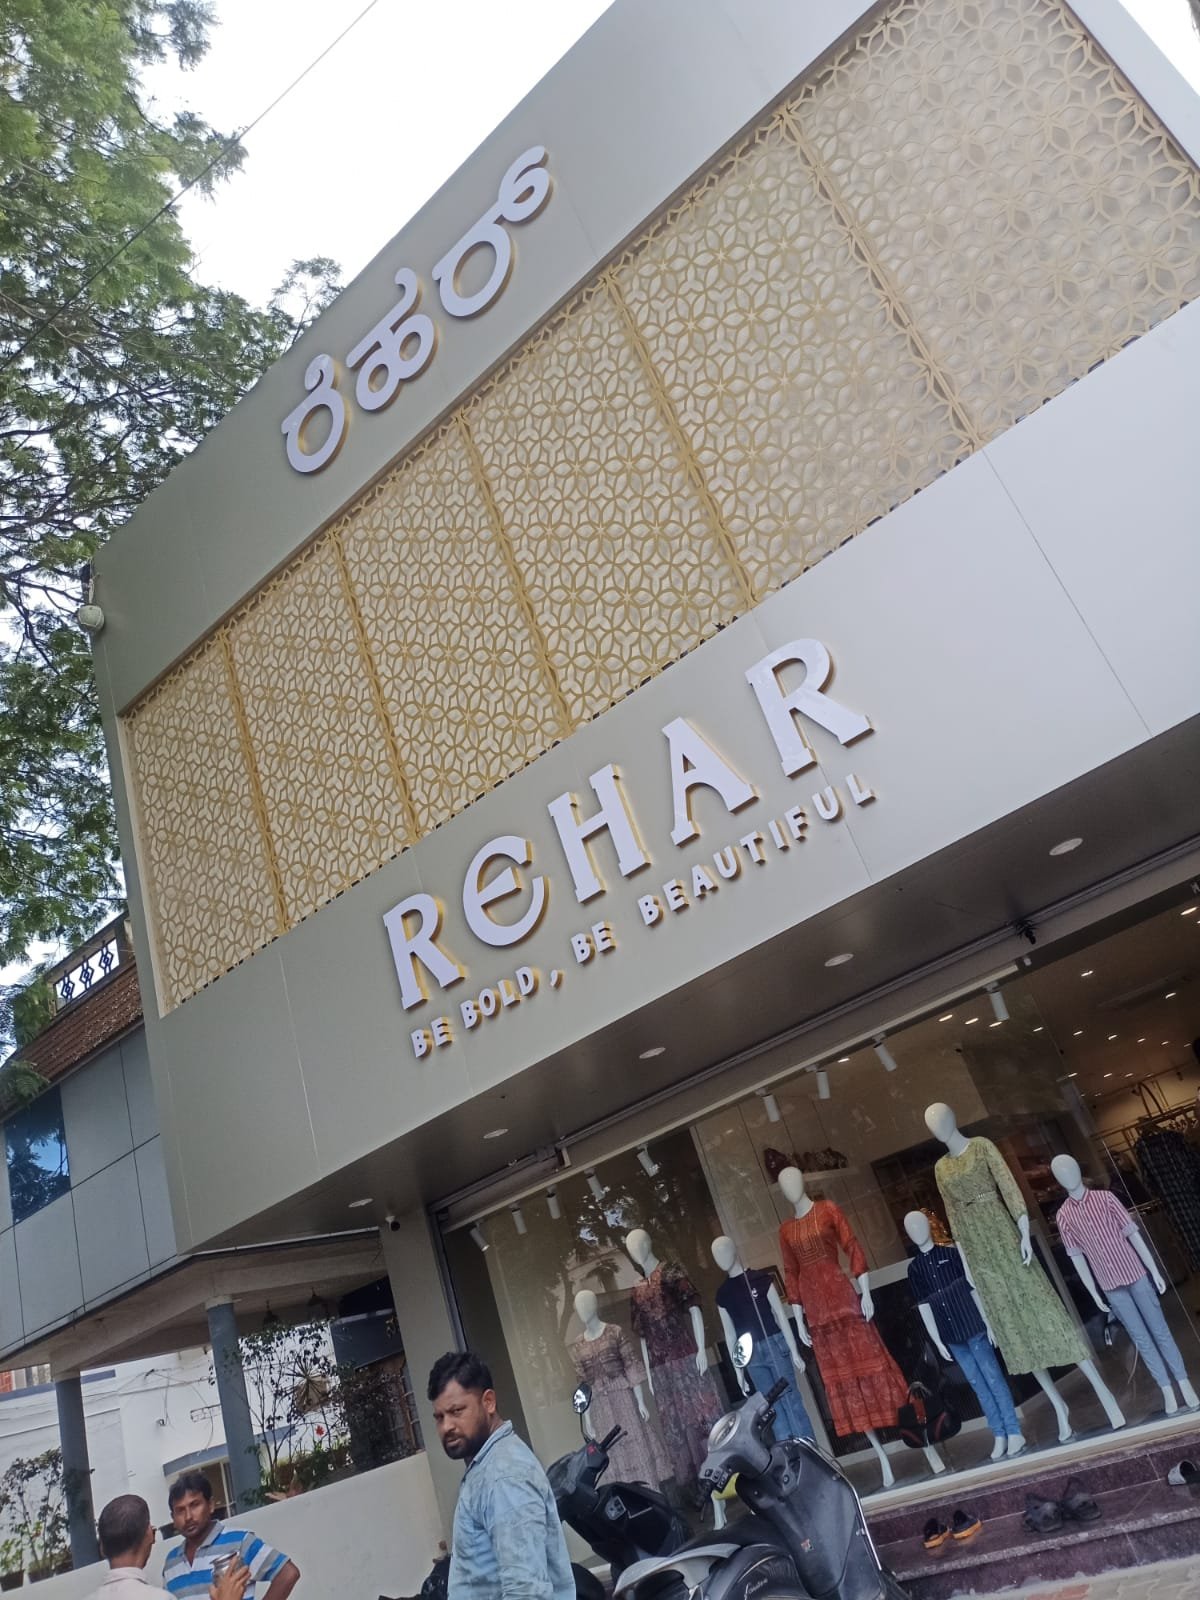 ರಿಹರ್
REHAR
BE BOLD, BE BEAUTIFUL